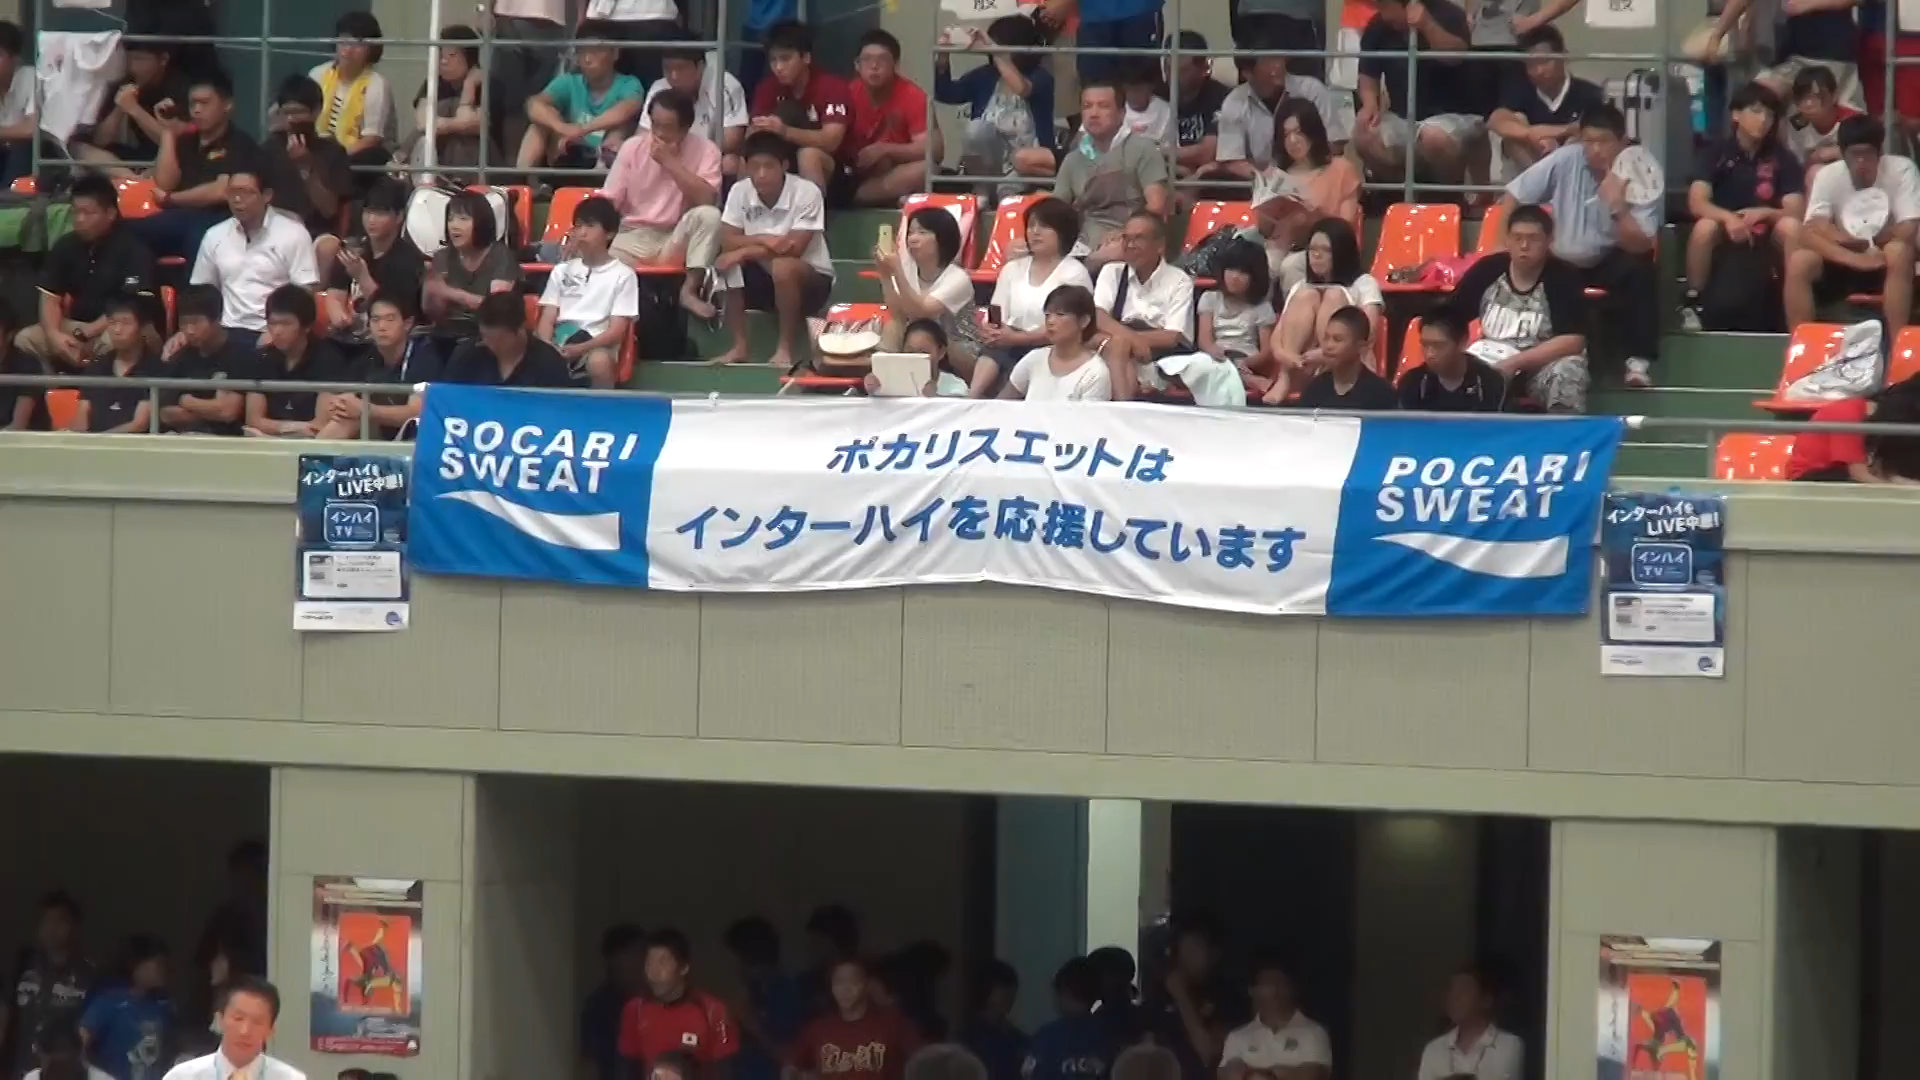 POCARI
SWEAT
ポカリスエットは
インターハイを応援しています
POCARI
SWEAT
インターハイを
LIVE中継!
インハイ
.TV
インターハイを
LIVE中継!
インハイ
.TV